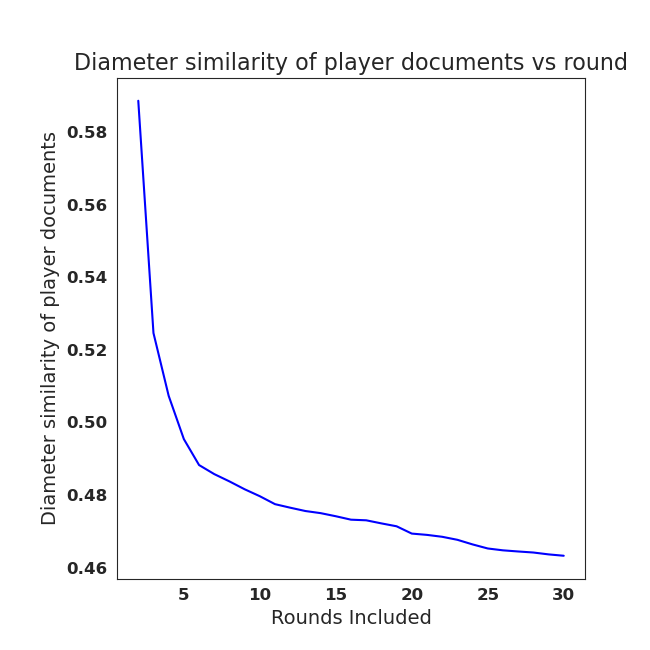 Diameter similarity of player documents vs round
Diameter similarity of player documents
0.58
0.56
0.54
0.52
0.50
0.48
0.46
5 10 15 20 25 30
Rounds Included